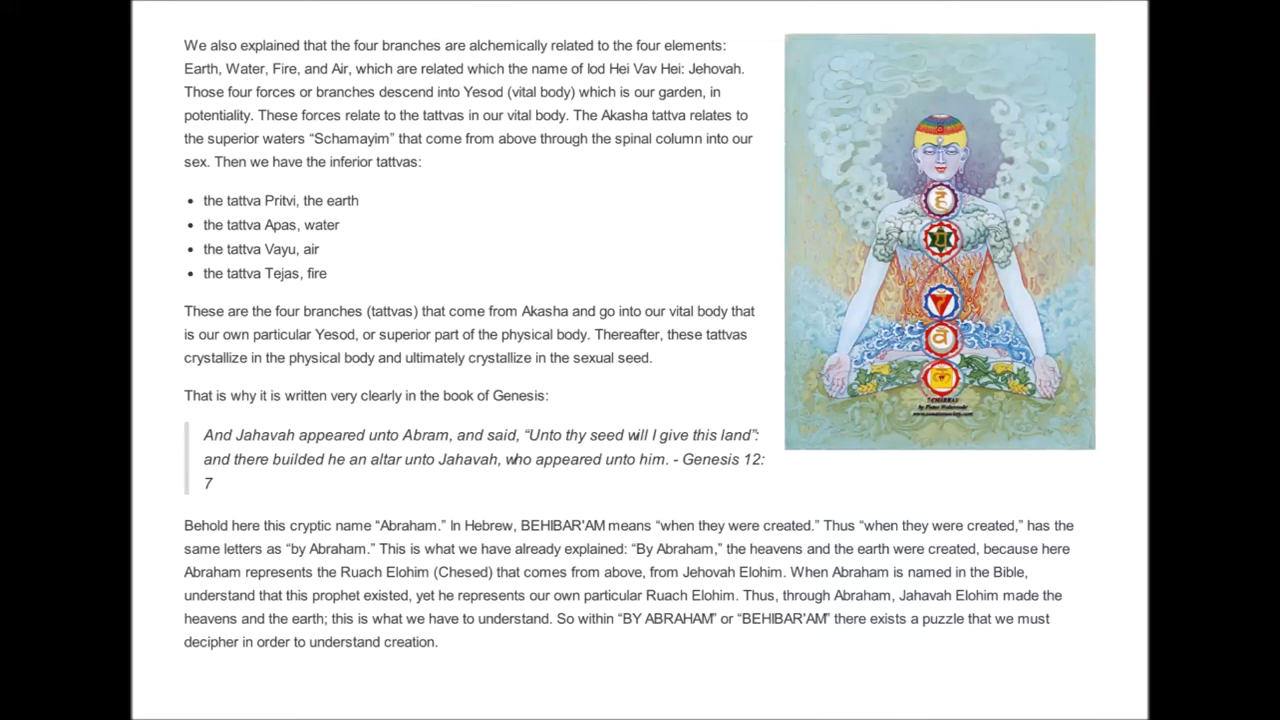 We also explained that the four branches are alchemically related to the four elements:
Earth, Water, Fire, and Air, which are related which the name of Iod Hei Vav Hei: Jehovah.
Those four forces or branches descend into Yesod (vital body) which is our garden, in
potentiality. These forces relate to the tattvas in our vital body. The Akasha tattva relates to
the superior waters “Schamayim” that come from above through the spinal column into our
sex. Then we have the inferior tattvas:
• the tattva Pritvi, the earth
• the tattva Apas, water
• the tattva Vayu, air
• the tattva Tejas, fire
These are the four branches (tattvas) that come from Akasha and go into our vital body that
is our own particular Yesod, or superior part of the physical body. Thereafter, these tattvas
crystallize in the physical body and ultimately crystallize in the sexual seed.
That is why it is written very clearly in the book of Genesis:
And Jahavah appeared unto Abram, and said, “Unto thy seed will I give this land”:
and there builded he an altar unto Jahavah, who appeared unto him. - Genesis 12:
7
Behold here this cryptic name “Abraham.” In Hebrew, BEHIBAR'AM means “when they were created.” Thus “when they were created,” has the
same letters as “by Abraham.” This is what we have already explained: “By Abraham,” the heavens and the earth were created, because here
Abraham represents the Ruach Elohim (Chesed) that comes from above, from Jehovah Elohim. When Abraham is named in the Bible,
understand that this prophet existed, yet he represents our own particular Ruach Elohim. Thus, through Abraham, Jahavah Elohim made the
heavens and the earth; this is what we have to understand. So within “BY ABRAHAM” or “BEHIBAR'AM” there exists a puzzle that we must
decipher in order to understand creation.
हं
यं
रं
वं